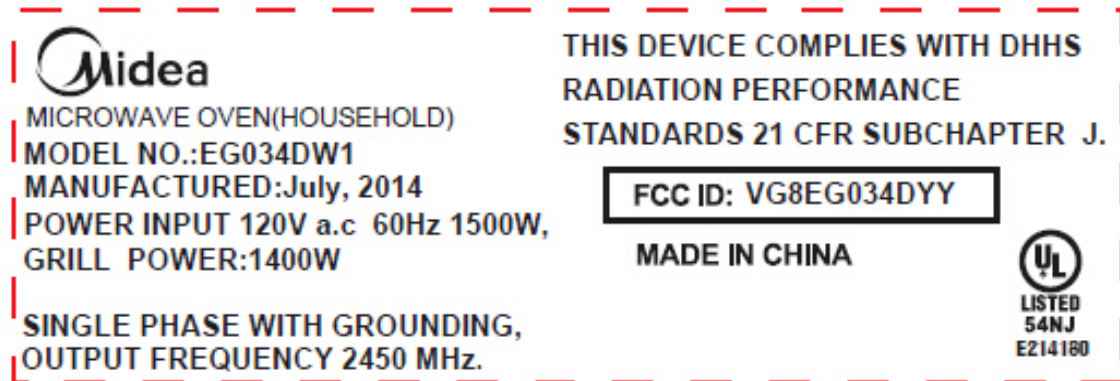 Midea
MICROWAVE OVEN(HOUSEHOLD)
MODEL NO.:EG034DW1
MANUFACTURED:July, 2014
POWER INPUT 120V a.c  60Hz 1500W,
GRILL  POWER:1400W
SINGLE PHASE WITH GROUNDING,
OUTPUT FREQUENCY 2450 MHz.
THIS DEVICE COMPLIES WITH DHHS
RADIATION PERFORMANCE
STANDARDS 21 CFR SUBCHAPTER  J.
FCC ID: VG8EG034DYY
MADE IN CHINA
UL
LISTED
54NJ
E214180